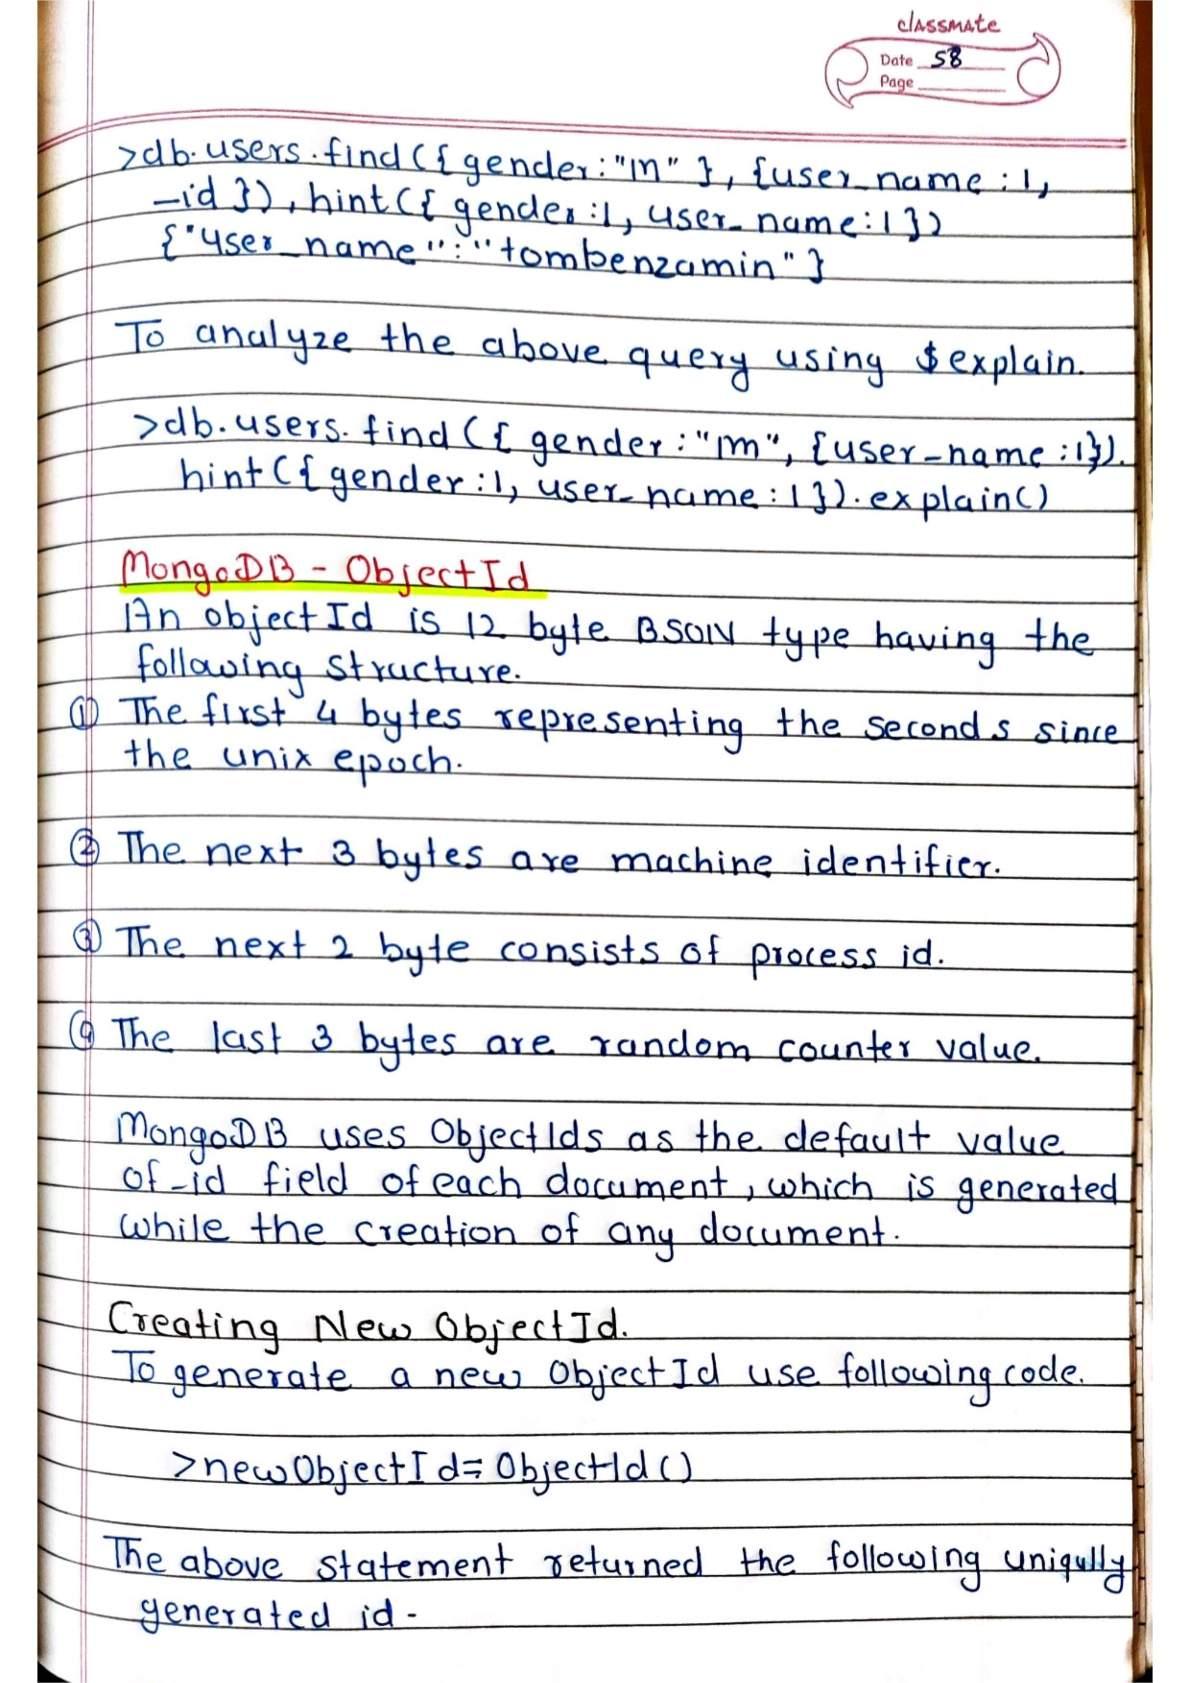 classmate
Date 58
Page
>db.users.find({gender:"M"},{user_name:1,
_id}),hint({gender:1,user_name:1})
{"user_name":"tombenzamin"}
To analyze the above query using $explain.
>db.users.find({gender:"M",{user_name:1}).
hint({gender:1,user_name:1}).explain()
MongoDB - ObjectId
An objectId is 12 byte BSON type having the
following structure.
① The first 4 bytes representing the seconds since
the unix epoch.
② The next 3 bytes are machine identifier.
③ The next 2 byte consists of process id.
④ The last 3 bytes are random counter value.
MongoDB uses ObjectIds as the default value
of _id field of each document, which is generated
while the creation of any document.
Creating New ObjectId.
To generate a new ObjectId use following code.
>newObjectId= ObjectId()
The above statement returned the following uniqully
generated id -